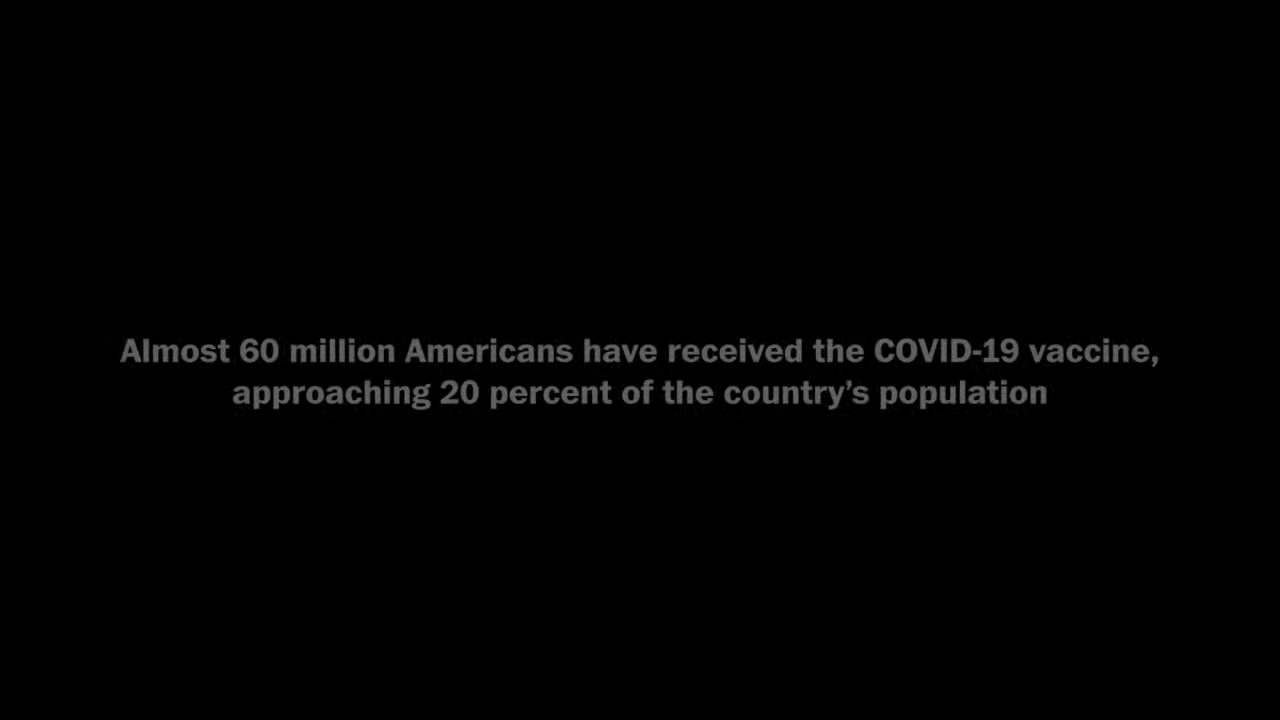 Almost 60 million Americans have received the COVID-19 vaccine,
approaching 20 percent of the country’s population